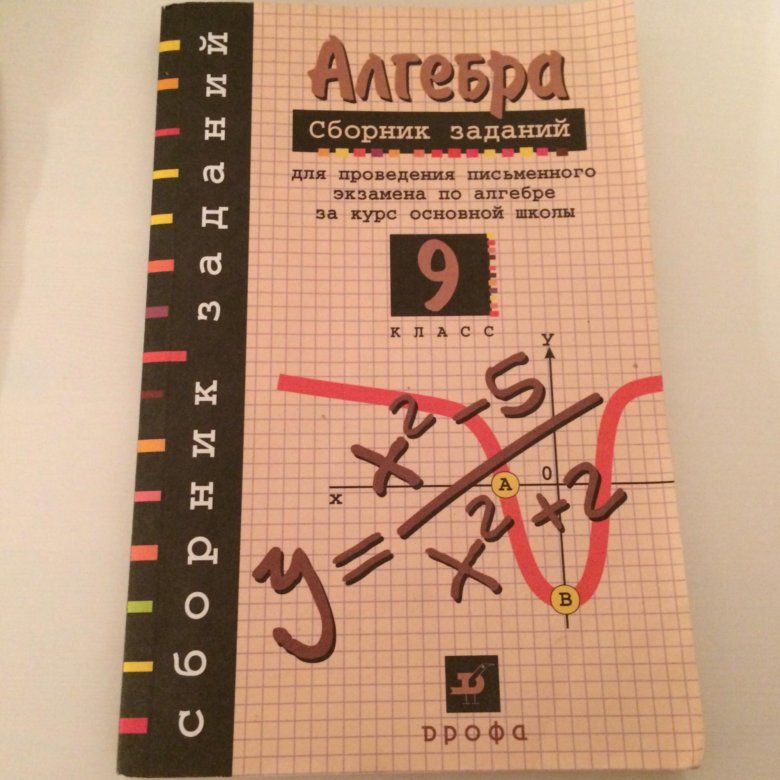 сборник заданий
Алгебра
Сборник заданий
для проведения письменного
экзамена по алгебре
за курс основной школы
9
КЛАСС
y = x² - 5 / x² + 2
У
0
А
х
В
дрофа